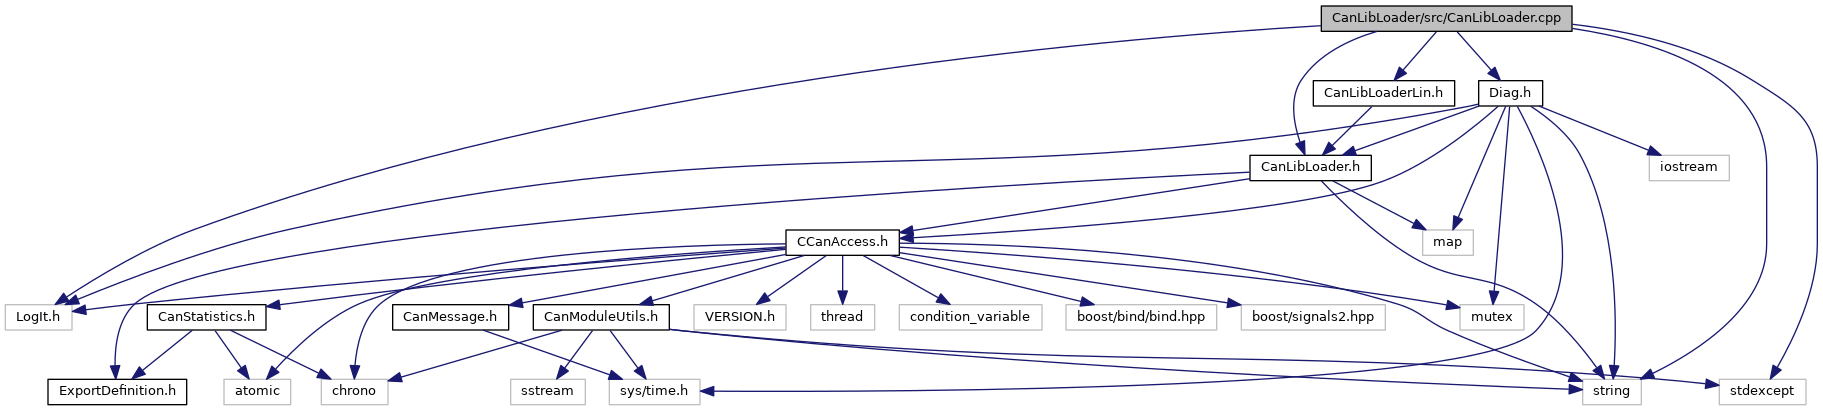 CanLibLoader/src/CanLibLoader.cpp
CanLibLoaderLin.h
Diag.h
CanLibLoader.h
iostream
CCanAccess.h
map
LogIt.h
CanStatistics.h
CanMessage.h
CanModuleUtils.h
VERSION.h
thread
condition_variable
boost/bind/bind.hpp
boost/signals2.hpp
mutex
ExportDefinition.h
atomic
chrono
sstream
sys/time.h
string
stdexcept